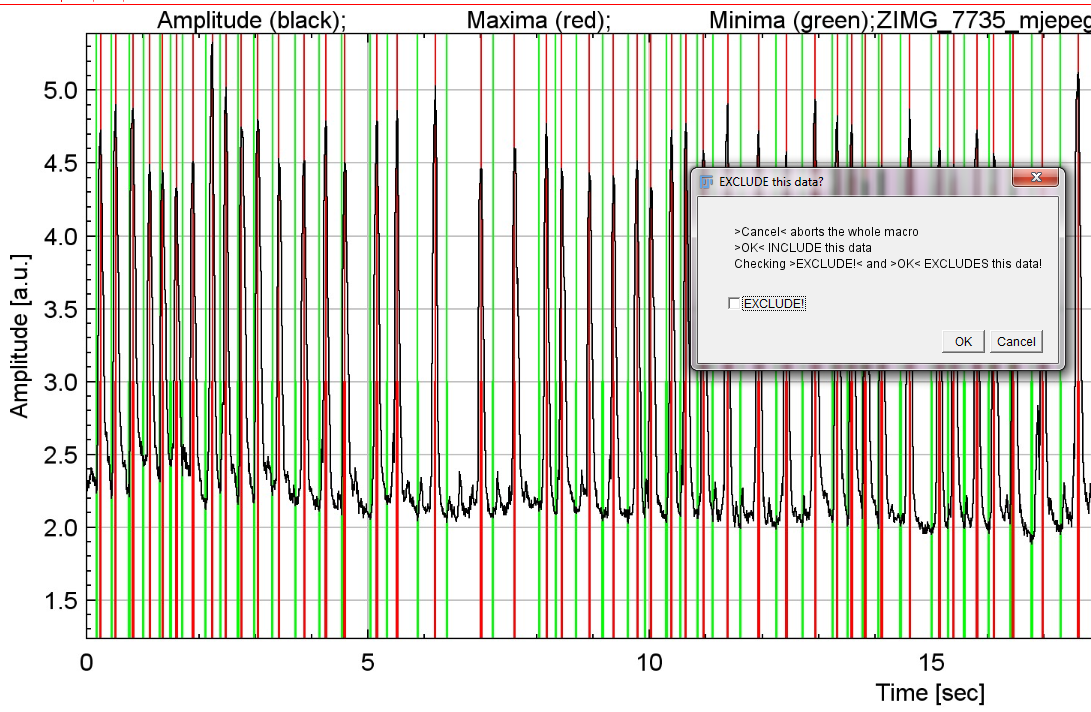 Amplitude (black); Maxima (red); Minima (green);ZIMG_7735_mjepeg
5.0
4.5
4.0
3.5
3.0
2.5
2.0
1.5
Amplitude [a.u.]
EXCLUDE this data?
>Cancel< aborts the whole macro
>OK< INCLUDE this data
Checking >EXCLUDE!< and >OK< EXCLUDES this data!
EXCLUDE!
OK Cancel
0 5 10 15
Time [sec]